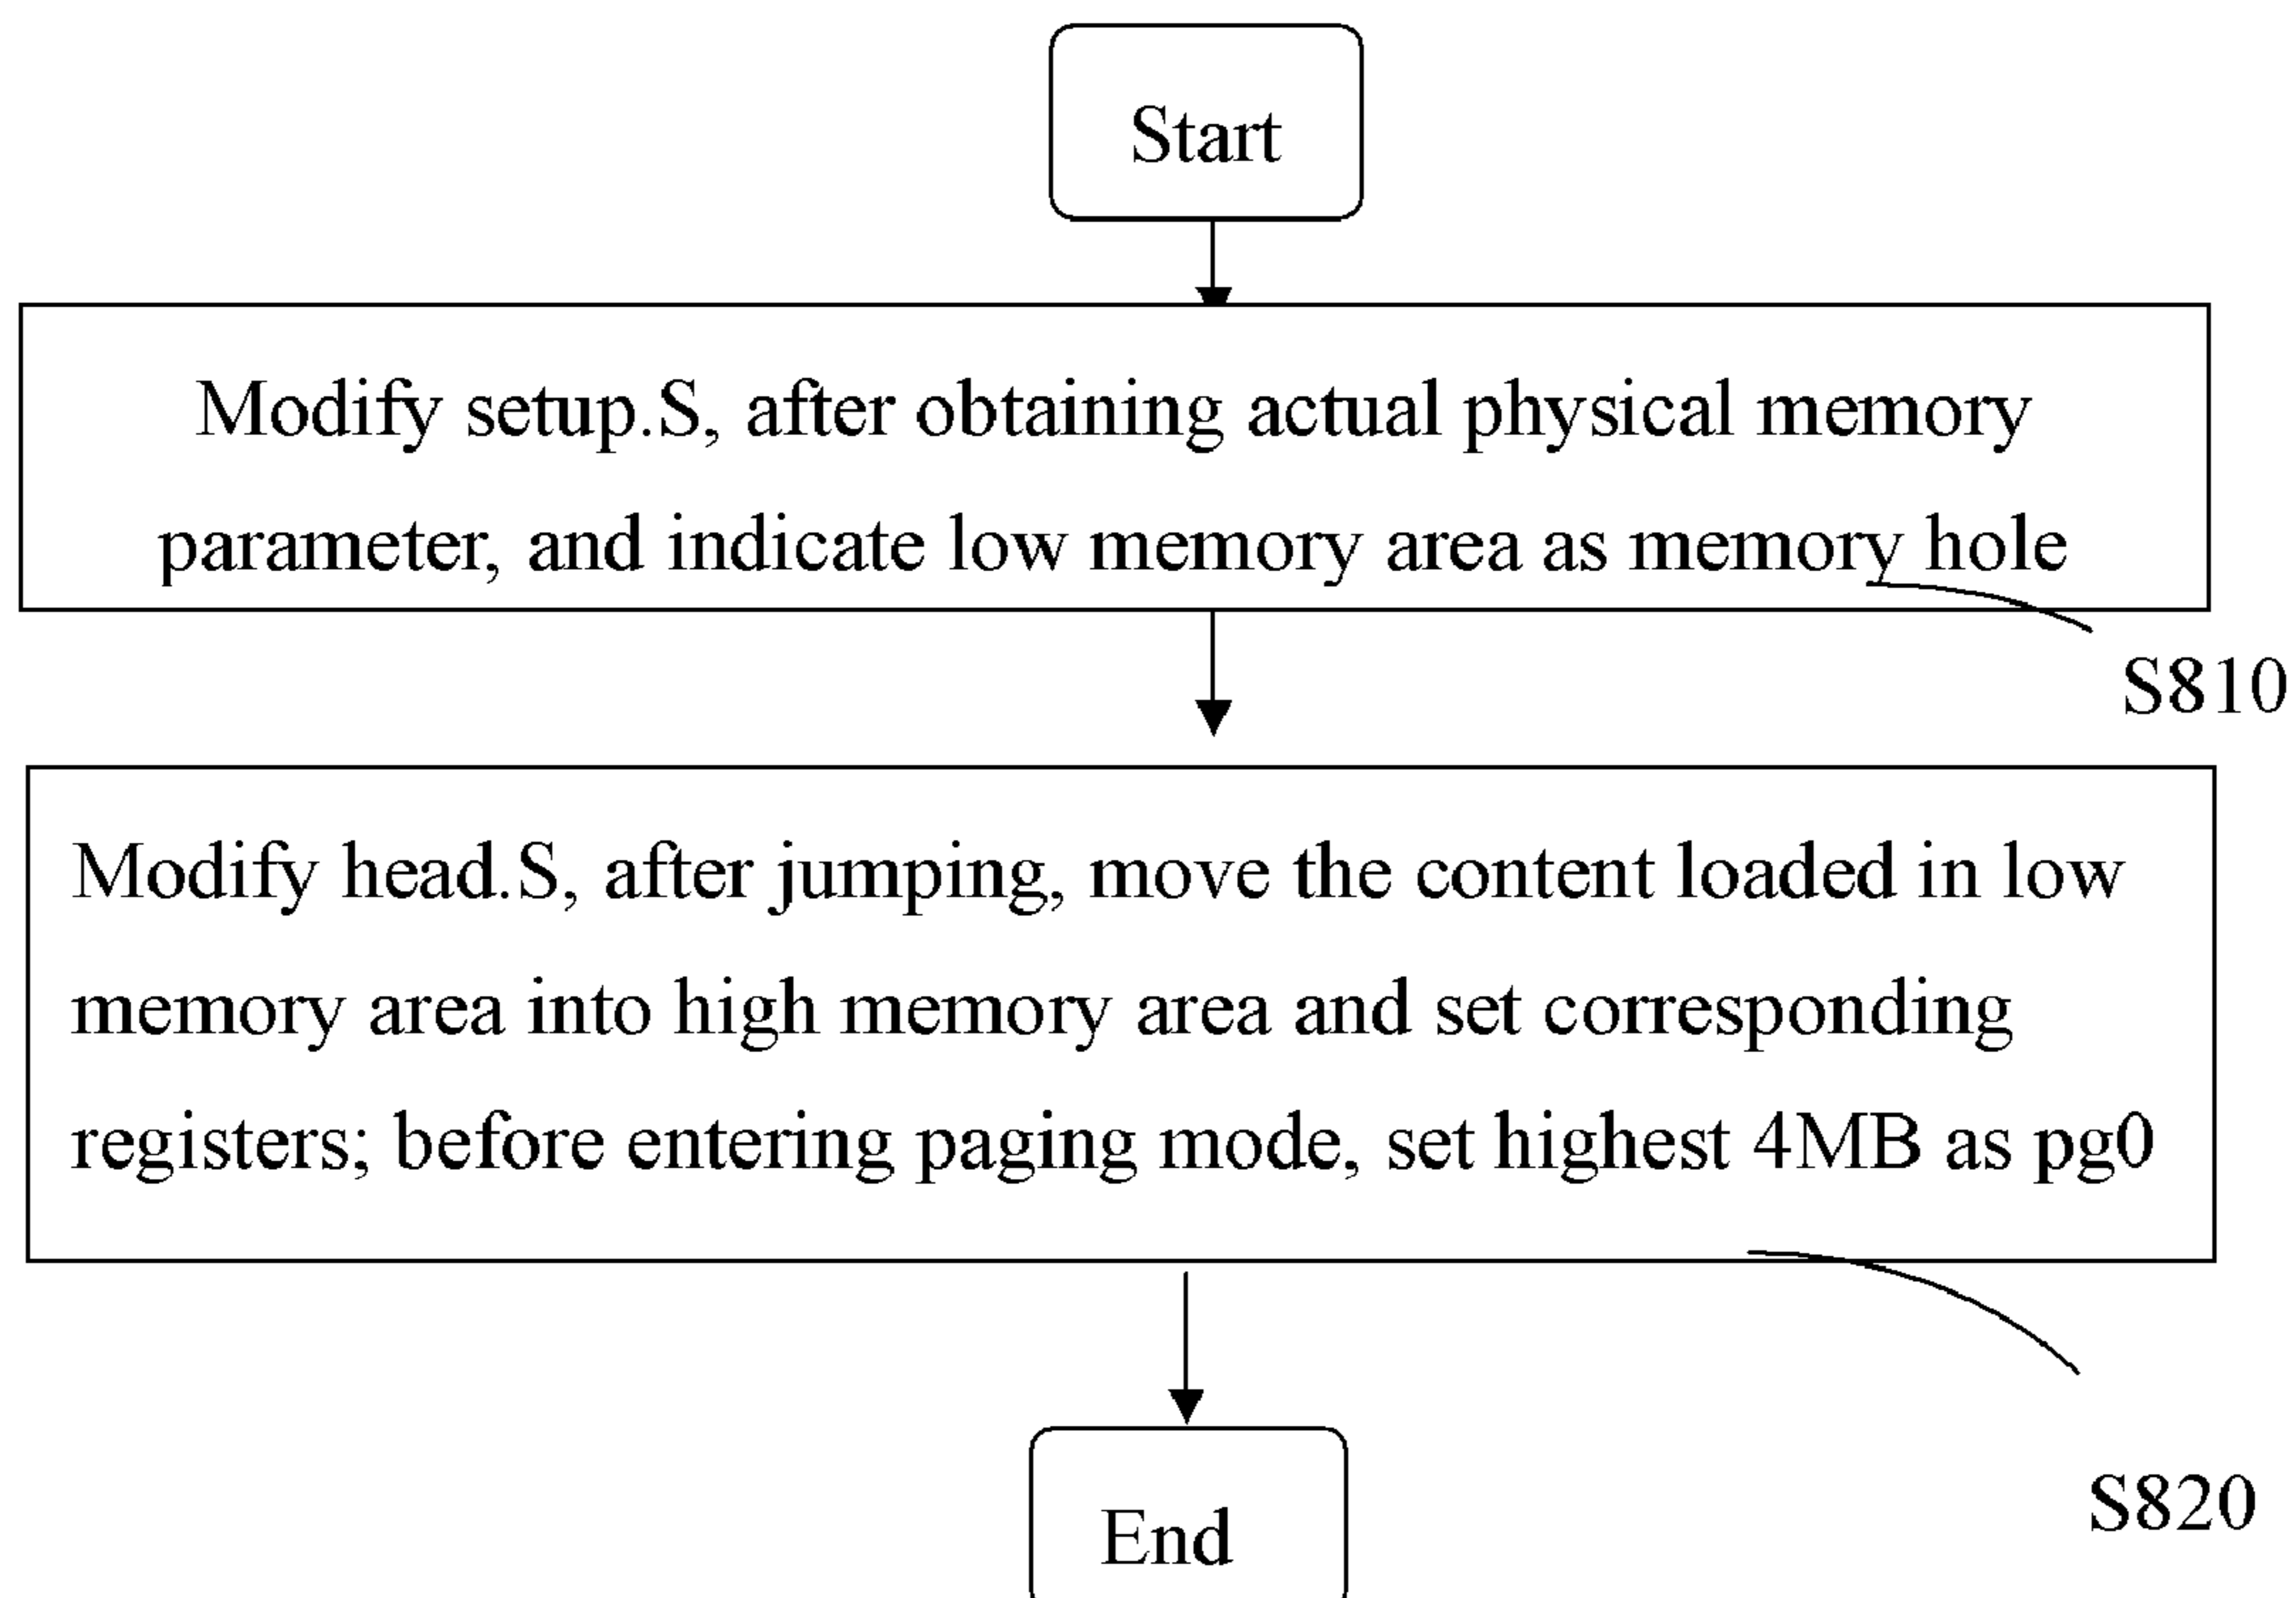 Start
Modify setup.S, after obtaining actual physical memory
parameter, and indicate low memory area as memory hole
S810
Modify head.S, after jumping, move the content loaded in low
memory area into high memory area and set corresponding
registers; before entering paging mode, set highest 4MB as pg0
S820
End